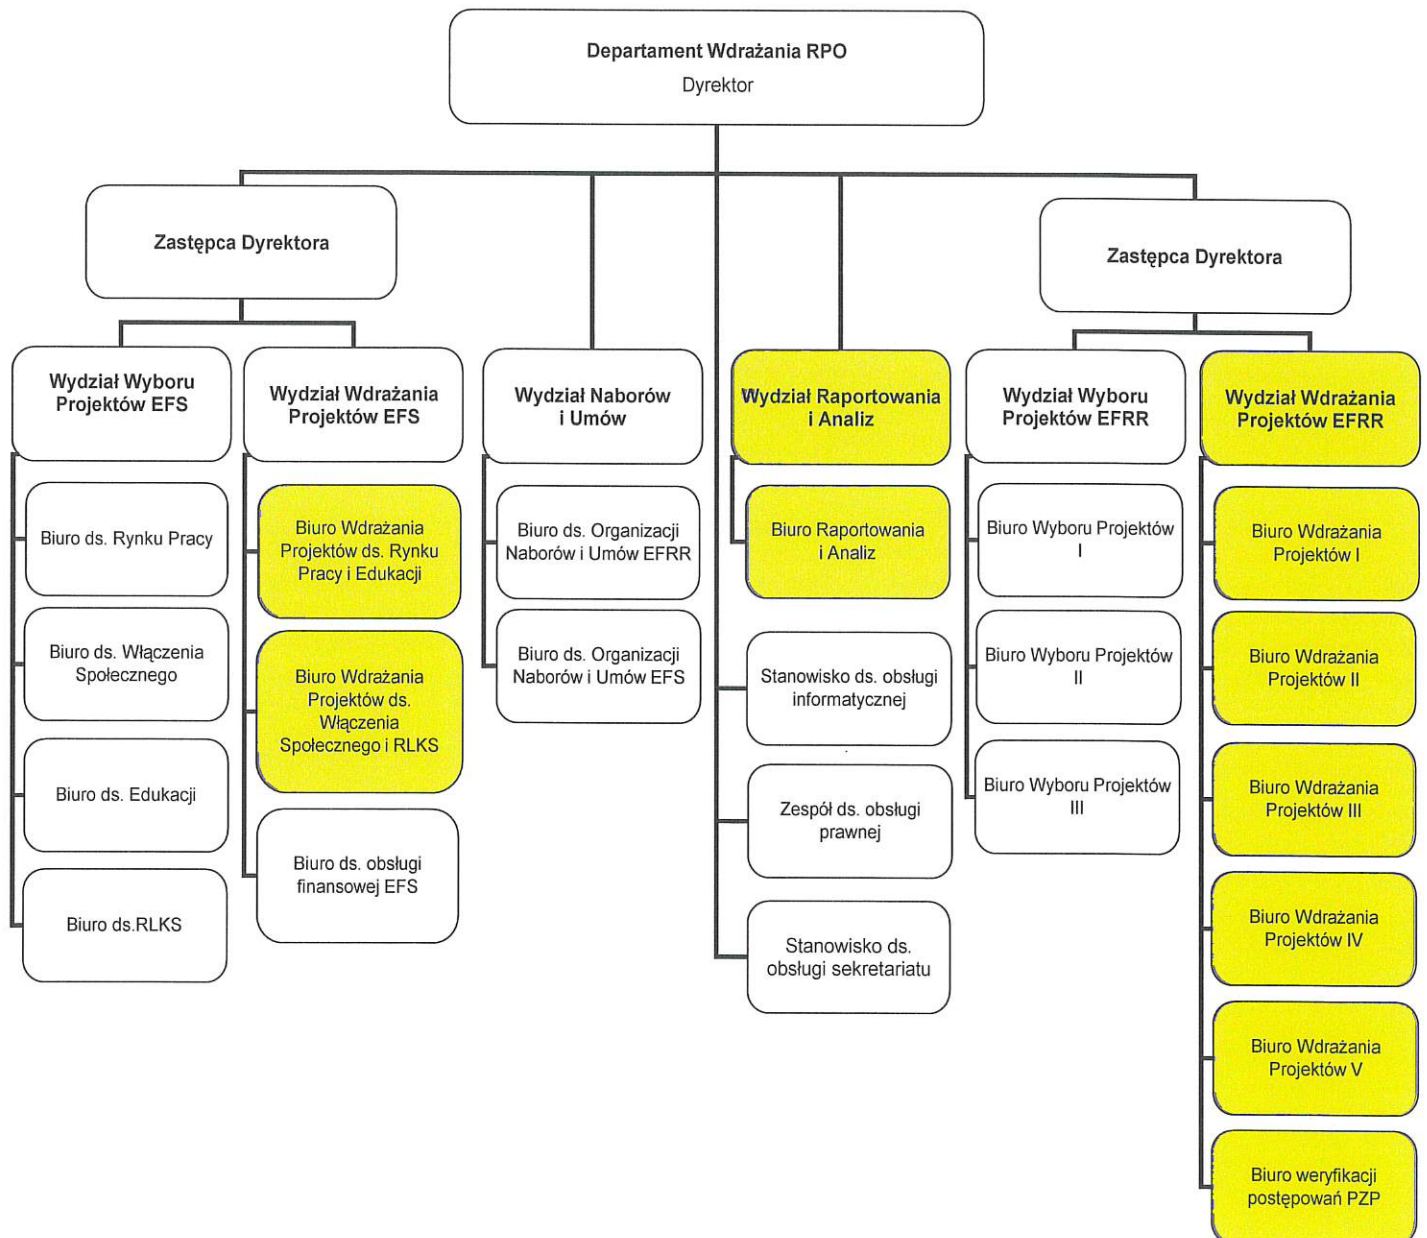 Departament Wdrażania RPO
Dyrektor
Zastępca Dyrektora
Zastępca Dyrektora
Wydział Wyboru
Projektów EFS
Biuro ds. Rynku Pracy
Biuro ds. Włączenia
Społecznego
Biuro ds. Edukacji
Biuro ds.RLKS
Wydział Wdrażania
Projektów EFS
Biuro Wdrażania
Projektów ds. Rynku
Pracy i Edukacji
Biuro Wdrażania
Projektów ds.
Włączenia
Społecznego i RLKS
Biuro ds. obsługi
finansowej EFS
Wydział Naborów
i Umów
Biuro ds. Organizacji
Naborów i Umów EFRR
Biuro ds. Organizacji
Naborów i Umów EFS
Wydział Raportowania
i Analiz
Biuro Raportowania
i Analiz
Stanowisko ds. obsługi
informatycznej
Zespół ds. obsługi
prawnej
Stanowisko ds.
obsługi sekretariatu
Wydział Wyboru
Projektów EFRR
Biuro Wyboru Projektów
I
Biuro Wyboru Projektów
II
Biuro Wyboru Projektów
III
Wydział Wdrażania
Projektów EFRR
Biuro Wdrażania
Projektów I
Biuro Wdrażania
Projektów II
Biuro Wdrażania
Projektów III
Biuro Wdrażania
Projektów IV
Biuro Wdrażania
Projektów V
Biuro weryfikacji
postępowań PZP